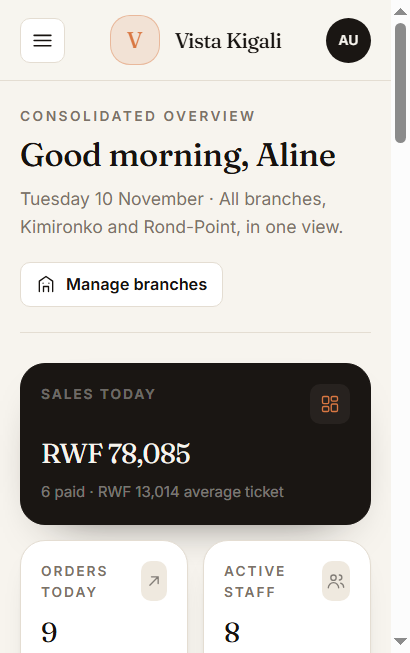 V Vista Kigali AU
CONSOLIDATED OVERVIEW
Good morning, Aline
Tuesday 10 November · All branches,
Kimironko and Rond-Point, in one view.
Manage branches
SALES TODAY
RWF 78,085
6 paid · RWF 13,014 average ticket
ORDERS
TODAY
9
ACTIVE
STAFF
8